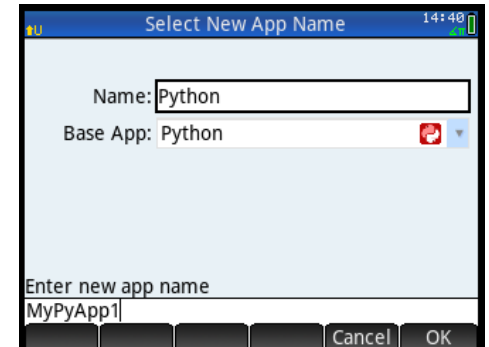 Select New App Name
14:40
↑U
∠π
Name: Python
Base App: Python
Enter new app name
MyPyApp1
Cancel
OK